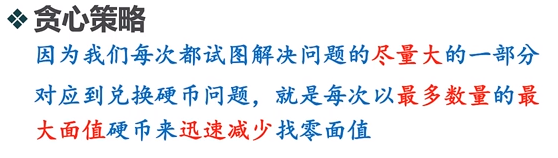 贪心策略
因为我们每次都试图解决问题的尽量大的一部分
对应到兑换硬币问题，就是每次以最多数量的最
大面值硬币来迅速减少找零面值